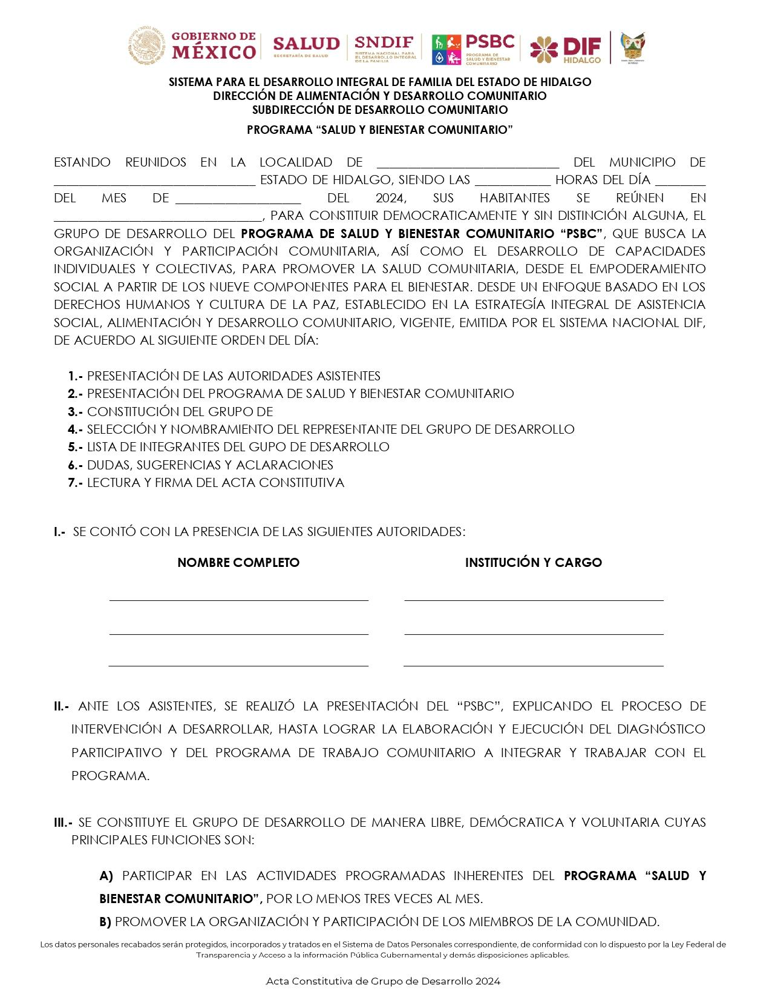 GOBIERNO DE
MÉXICO
SALUD
SECRETARÍA DE SALUD
SNDIF
SISTEMA NACIONAL PARA
EL DESARROLLO INTEGRAL
DE LA FAMILIA
PSBC
PROGRAMA DE
SALUD Y BIENESTAR
COMUNITARIO
DIF
HIDALGO
SISTEMA PARA EL DESARROLLO INTEGRAL DE FAMILIA DEL ESTADO DE HIDALGO
DIRECCIÓN DE ALIMENTACIÓN Y DESARROLLO COMUNITARIO
SUBDIRECCIÓN DE DESARROLLO COMUNITARIO
PROGRAMA “SALUD Y BIENESTAR COMUNITARIO”
ESTANDO REUNIDOS EN LA LOCALIDAD DE _____________________________ DEL MUNICIPIO DE
________________________________ ESTADO DE HIDALGO, SIENDO LAS ____________ HORAS DEL DÍA ________
DEL MES DE ____________________ DEL 2024, SUS HABITANTES SE REÚNEN EN
_________________________________, PARA CONSTITUIR DEMOCRATICAMENTE Y SIN DISTINCIÓN ALGUNA, EL
GRUPO DE DESARROLLO DEL PROGRAMA DE SALUD Y BIENESTAR COMUNITARIO “PSBC”, QUE BUSCA LA
ORGANIZACIÓN Y PARTICIPACIÓN COMUNITARIA, ASÍ COMO EL DESARROLLO DE CAPACIDADES
INDIVIDUALES Y COLECTIVAS, PARA PROMOVER LA SALUD COMUNITARIA, DESDE EL EMPODERAMIENTO
SOCIAL A PARTIR DE LOS NUEVE COMPONENTES PARA EL BIENESTAR. DESDE UN ENFOQUE BASADO EN LOS
DERECHOS HUMANOS Y CULTURA DE LA PAZ, ESTABLECIDO EN LA ESTRATEGÍA INTEGRAL DE ASISTENCIA
SOCIAL, ALIMENTACIÓN Y DESARROLLO COMUNITARIO, VIGENTE, EMITIDA POR EL SISTEMA NACIONAL DIF,
DE ACUERDO AL SIGUIENTE ORDEN DEL DÍA:
1.- PRESENTACIÓN DE LAS AUTORIDADES ASISTENTES
2.- PRESENTACIÓN DEL PROGRAMA DE SALUD Y BIENESTAR COMUNITARIO
3.- CONSTITUCIÓN DEL GRUPO DE
4.- SELECCIÓN Y NOMBRAMIENTO DEL REPRESENTANTE DEL GRUPO DE DESARROLLO
5.- LISTA DE INTEGRANTES DEL GUPO DE DESARROLLO
6.- DUDAS, SUGERENCIAS Y ACLARACIONES
7.- LECTURA Y FIRMA DEL ACTA CONSTITUTIVA
I.- SE CONTÓ CON LA PRESENCIA DE LAS SIGUIENTES AUTORIDADES:
NOMBRE COMPLETO INSTITUCIÓN Y CARGO
II.- ANTE LOS ASISTENTES, SE REALIZÓ LA PRESENTACIÓN DEL “PSBC”, EXPLICANDO EL PROCESO DE
INTERVENCIÓN A DESARROLLAR, HASTA LOGRAR LA ELABORACIÓN Y EJECUCIÓN DEL DIAGNÓSTICO
PARTICIPATIVO Y DEL PROGRAMA DE TRABAJO COMUNITARIO A INTEGRAR Y TRABAJAR CON EL
PROGRAMA.
III.- SE CONSTITUYE EL GRUPO DE DESARROLLO DE MANERA LIBRE, DEMÓCRATICA Y VOLUNTARIA CUYAS
PRINCIPALES FUNCIONES SON:
A) PARTICIPAR EN LAS ACTIVIDADES PROGRAMADAS INHERENTES DEL PROGRAMA “SALUD Y
BIENESTAR COMUNITARIO”, POR LO MENOS TRES VECES AL MES.
B) PROMOVER LA ORGANIZACIÓN Y PARTICIPACIÓN DE LOS MIEMBROS DE LA COMUNIDAD.
Los datos personales recabados serán protegidos, incorporados y tratados en el Sistema de Datos Personales correspondiente, de conformidad con lo dispuesto por la Ley Federal de
Transparencia y Acceso a la información Pública Gubernamental y demás disposiciones aplicables.
Acta Constitutiva de Grupo de Desarrollo 2024